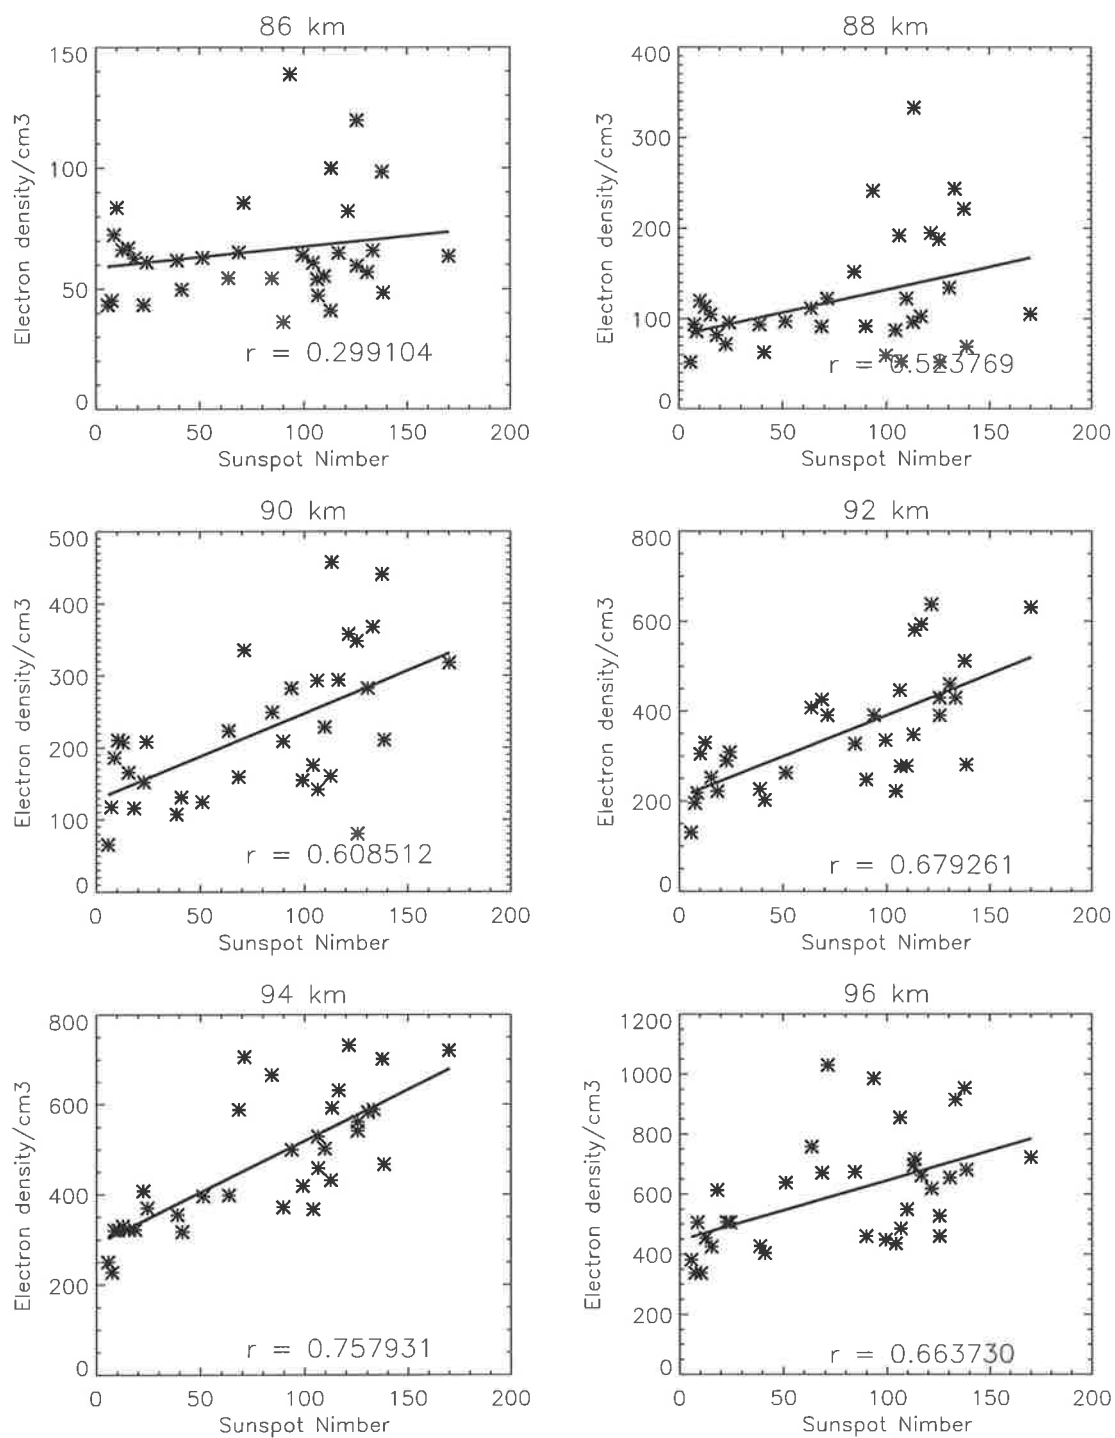 86 km
150
100
50
0
Electron density/cm3
r = 0.299104
0 50 100 150 200
Sunspot Nimber
88 km
400
300
200
100
0
Electron density/cm3
r = 0.523769
0 50 100 150 200
Sunspot Nimber
90 km
500
400
300
200
100
0
Electron density/cm3
r = 0.608512
0 50 100 150 200
Sunspot Nimber
92 km
800
600
400
200
0
Electron density/cm3
r = 0.679261
0 50 100 150 200
Sunspot Nimber
94 km
800
600
400
200
0
Electron density/cm3
r = 0.757931
0 50 100 150 200
Sunspot Nimber
96 km
1200
1000
800
600
400
200
0
Electron density/cm3
r = 0.663730
0 50 100 150 200
Sunspot Nimber